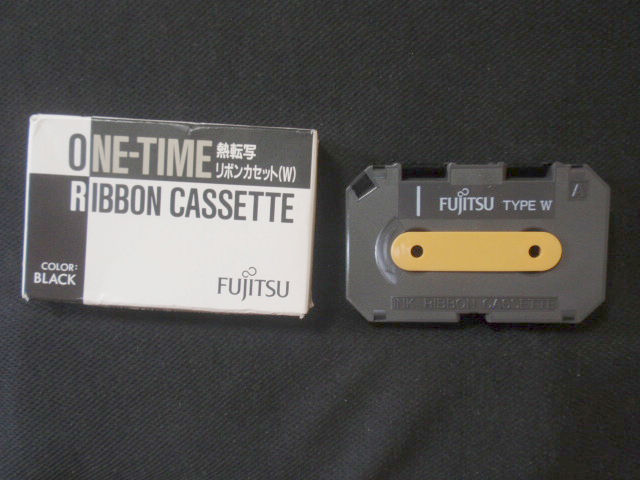 ONE-TIME 熱転写
リボンカセット(W)
RIBBON CASSETTE
COLOR:
BLACK
FUJITSU
FUJITSU TYPE W
A
INK RIBBON CASSETTE